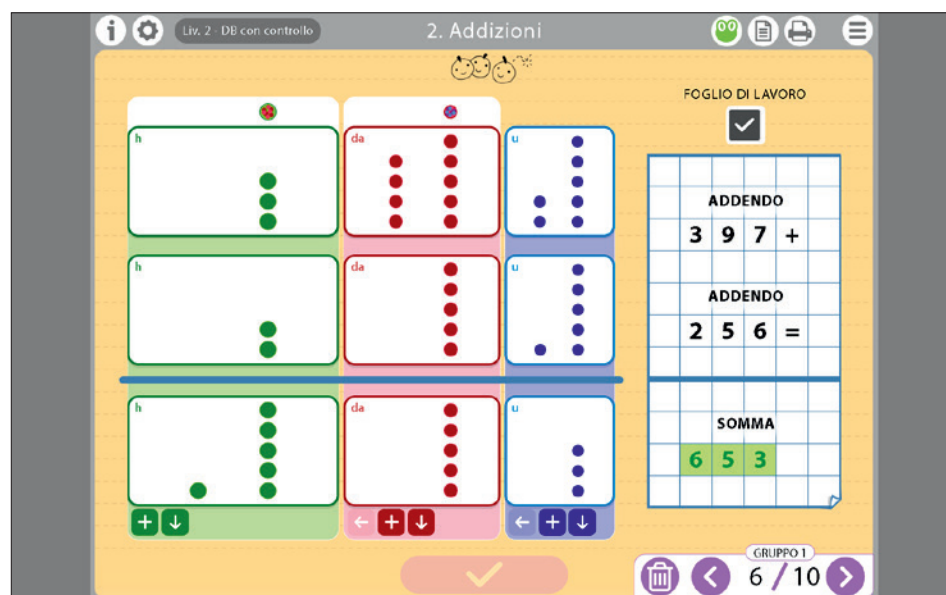 Liv. 2 - DB con controllo
2. Addizioni
FOGLIO DI LAVORO
h
da
u
ADDENDO
3 9 7 +
h
da
u
ADDENDO
2 5 6 =
h
da
u
SOMMA
6 5 3
GRUPPO 1
6 / 10